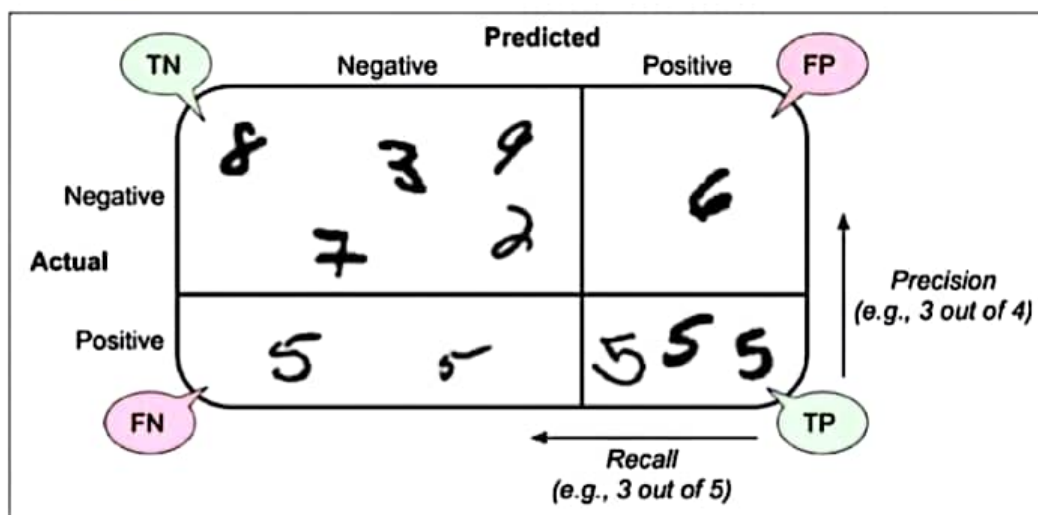 Predicted
TN
Negative
Positive
FP
8
3
9
Negative
6
7
2
Actual
Precision
(e.g., 3 out of 4)
Positive
5
5
5
5
5
FN
TP
Recall
(e.g., 3 out of 5)